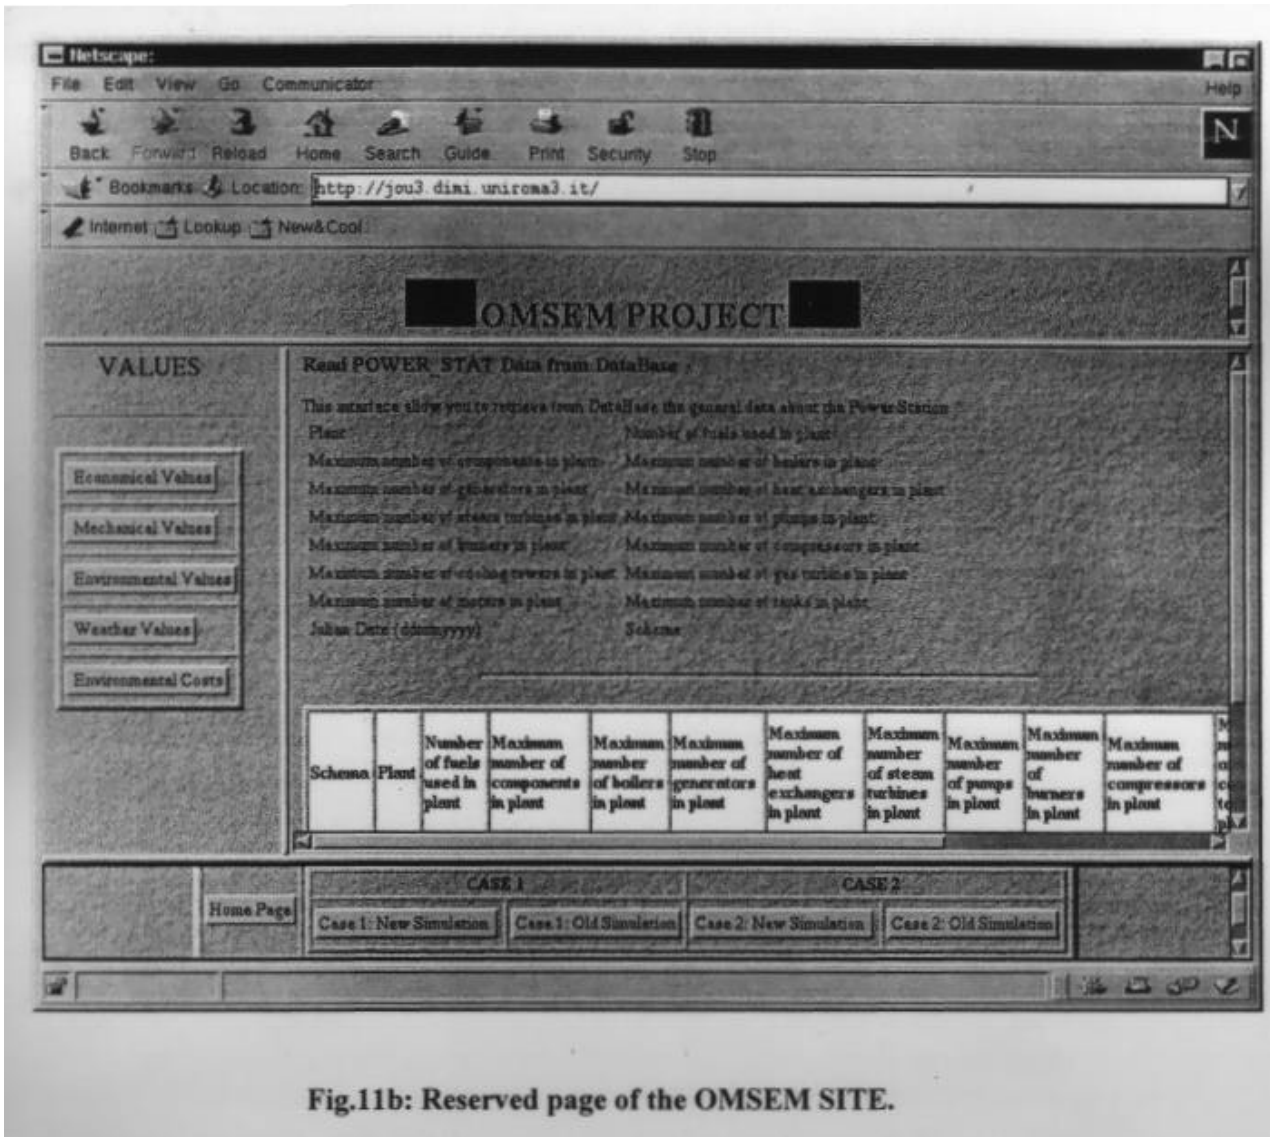 Netscape:
File Edit View Go Communicator Help
Back Forward Reload Home Search Guide Print Security Stop
N
Bookmarks Location: http://jou3.dimi.uniroma3.it/
Internet Lookup New&Cool
OMSEM PROJECT
VALUES
Economical Values
Mechanical Values
Environmental Values
Weather Values
Environmental Costs
Read POWER_STAT Data from DataBase
This interface allow you to retrieve from DataBase the general data about the Power Station
Plant Number of fuels used in plant
Maximum number of components in plant Maximum number of boilers in plant
Maximum number of generators in plant Maximum number of heat exchangers in plant
Maximum number of steam turbines in plant Maximum number of pumps in plant
Maximum number of burners in plant Maximum number of compressors in plant
Maximum number of cooling towers in plant Maximum number of gas turbine in plant
Maximum number of motors in plant Maximum number of tanks in plant
Julian Date (ddmmyyyy) Schema
Schema
Plant
Number
of fuels
used in
plant
Maximum
number of
components
in plant
Maximum
number
of boilers
in plant
Maximum
number of
generators
in plant
Maximum
number of
heat
exchangers
in plant
Maximum
number
of steam
turbines
in plant
Maximum
number
of pumps
in plant
Maximum
number
of
burners
in plant
Maximum
number of
compressors
in plant
Home Page
CASE 1 CASE 2
Case 1: New Simulation Case 1: Old Simulation Case 2: New Simulation Case 2: Old Simulation
Fig.11b: Reserved page of the OMSEM SITE.